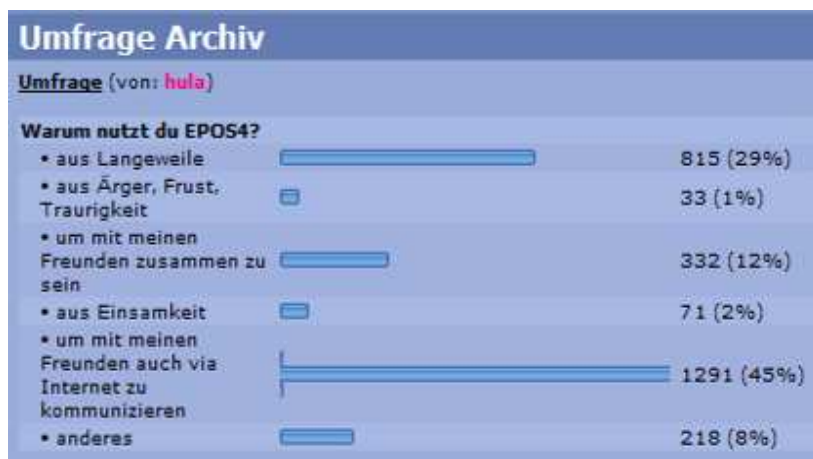 Umfrage Archiv
Umfrage (von: hula)
Warum nutzt du EPOS4?
• aus Langeweile 815 (29%)
• aus Ärger, Frust,
Traurigkeit 33 (1%)
• um mit meinen
Freunden zusammen zu
sein 332 (12%)
• aus Einsamkeit 71 (2%)
• um mit meinen
Freunden auch via
Internet zu
kommunizieren 1291 (45%)
• anderes 218 (8%)